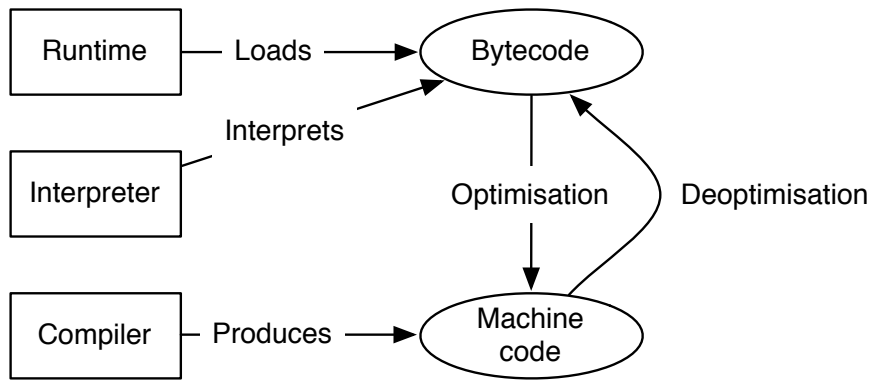 Runtime
Loads
Bytecode
Interprets
Interpreter
Optimisation
Deoptimisation
Compiler
Produces
Machine
code